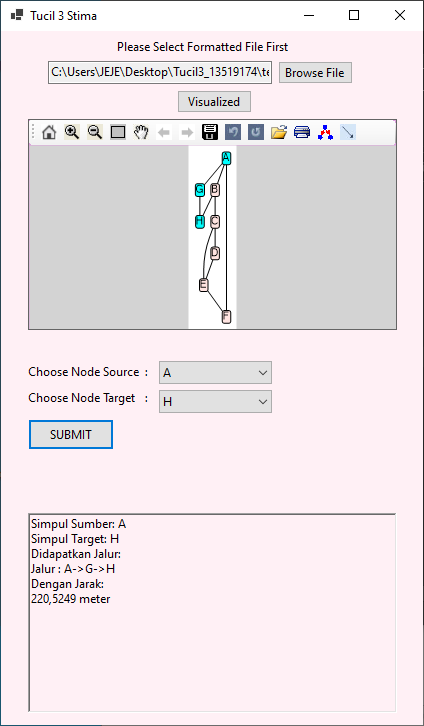 Tucil 3 Stima
Please Select Formatted File First
C:\Users\JEJE\Desktop\Tucil3_13519174\te
Browse File
Visualized
A
G B
H C
D
E
F
Choose Node Source :
A
Choose Node Target :
H
SUBMIT
Simpul Sumber: A
Simpul Target: H
Didapatkan Jalur:
Jalur : A->G->H
Dengan Jarak:
220,5249 meter